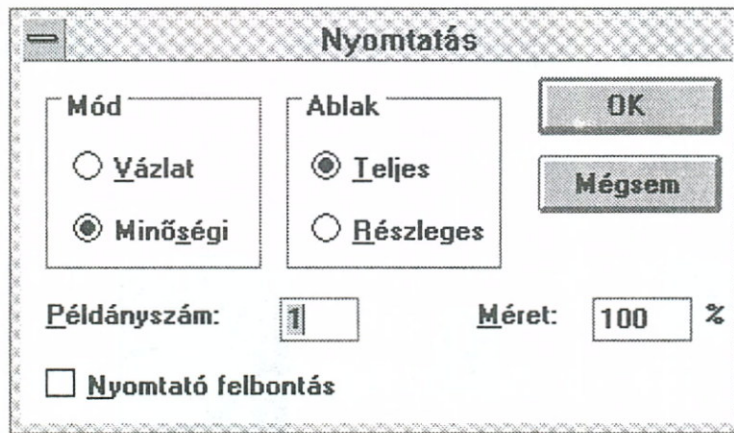 Nyomtatás
Mód
Vázlat
Minőségi
Ablak
Teljes
Részleges
OK
Mégsem
Példányszám: 1
Méret: 100 %
Nyomtató felbontás